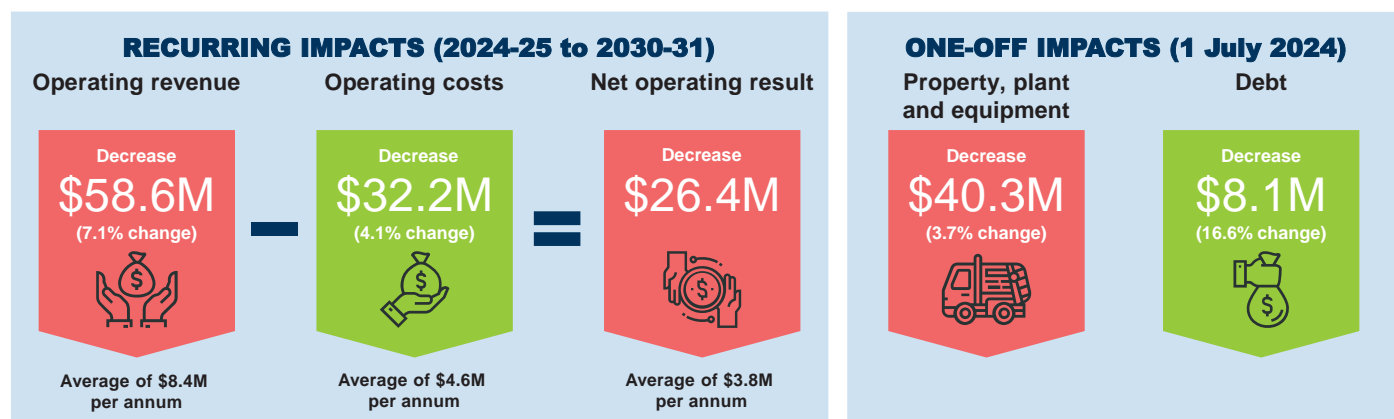 RECURRING IMPACTS (2024-25 to 2030-31)
Operating revenue
Decrease
$58.6M
(7.1% change)
$
Average of $8.4M
per annum
Operating costs
Decrease
$32.2M
(4.1% change)
$
Average of $4.6M
per annum
Net operating result
Decrease
$26.4M
$
Average of $3.8M
per annum
ONE-OFF IMPACTS (1 July 2024)
Property, plant
and equipment
Decrease
$40.3M
(3.7% change)
Debt
Decrease
$8.1M
(16.6% change)
$